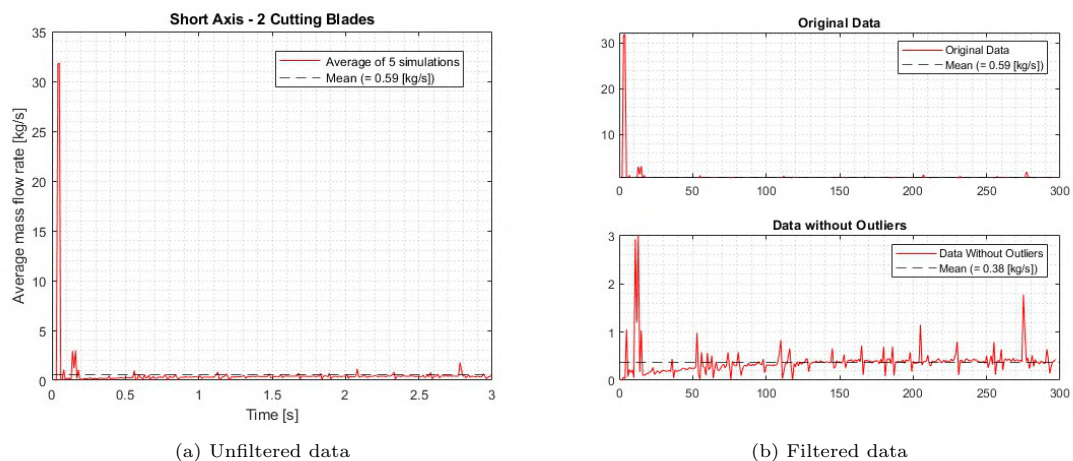 Short Axis - 2 Cutting Blades
35
30
25
20
15
10
5
0
Average mass flow rate [kg/s]
Average of 5 simulations
Mean (= 0.59 [kg/s])
0 0.5 1 1.5 2 2.5 3
Time [s]
(a) Unfiltered data
Original Data
30
20
10
Original Data
Mean (= 0.59 [kg/s])
0 50 100 150 200 250 300
Data without Outliers
3
2
1
0
Data Without Outliers
Mean (= 0.38 [kg/s])
0 50 100 150 200 250 300
(b) Filtered data